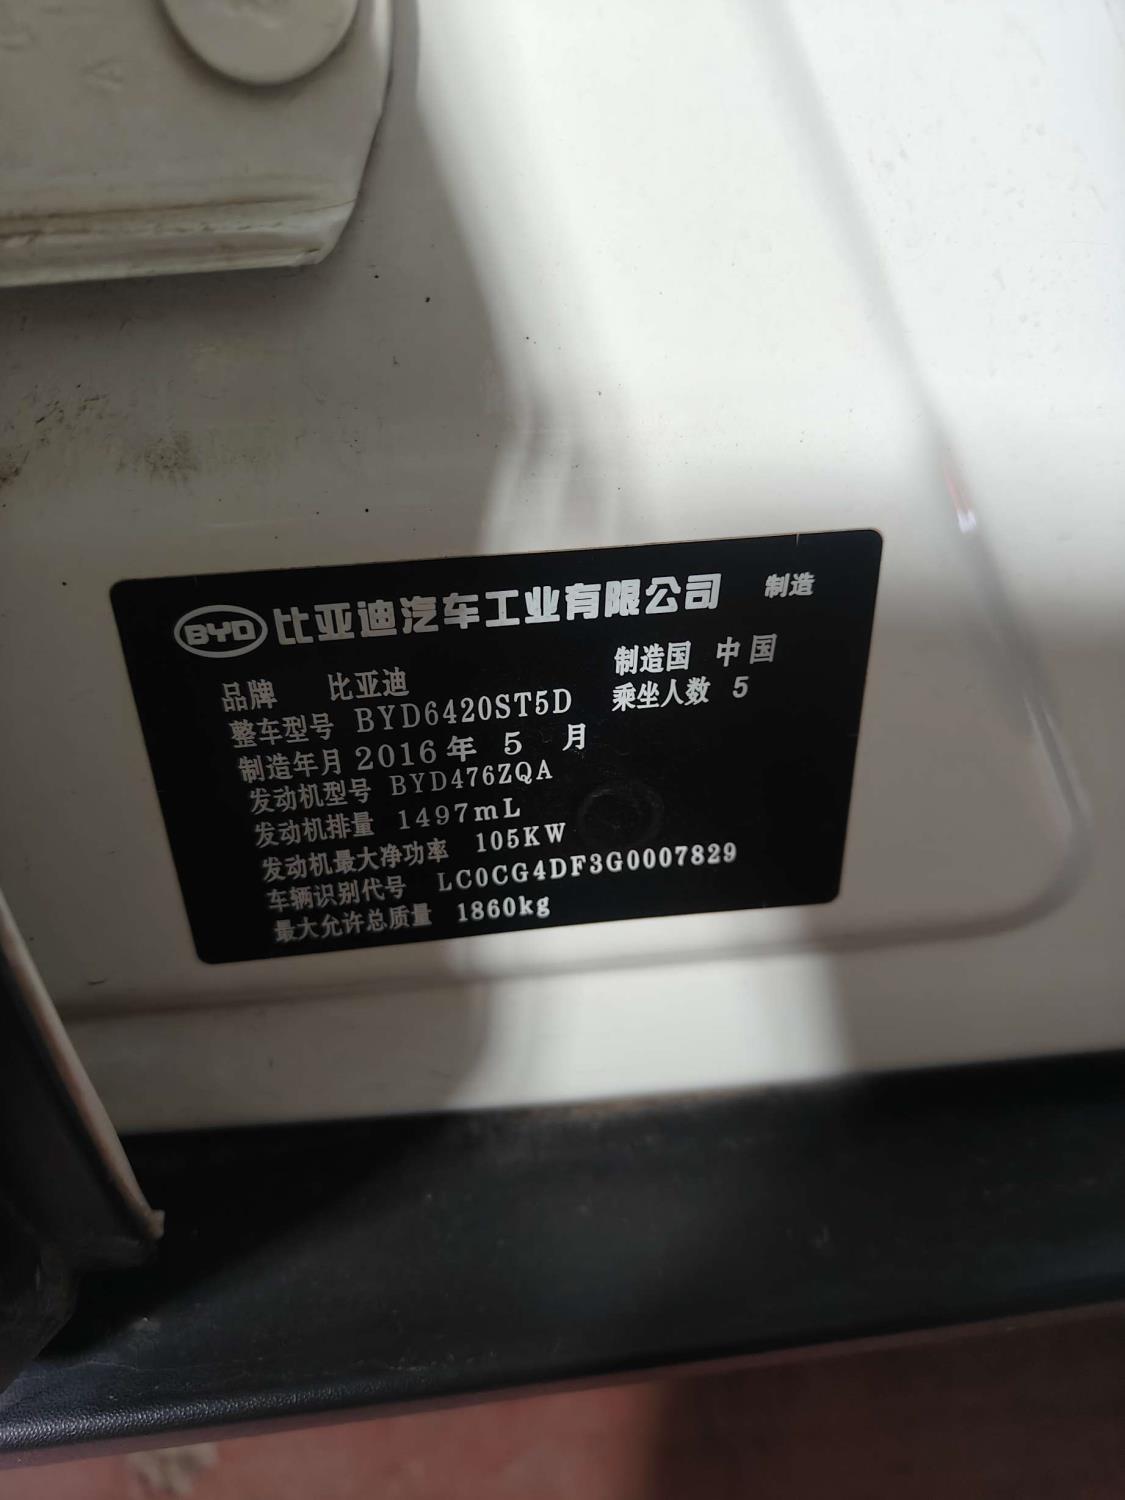 BYD 比亚迪汽车工业有限公司 制造
品牌 比亚迪 制造国 中国
整车型号 BYD6420ST5D 乘坐人数 5
制造年月 2016 年 5 月
发动机型号 BYD476ZQA
发动机排量 1497mL
发动机最大净功率 105KW
车辆识别代号 LC0CG4DF3G0007829
最大允许总质量 1860kg